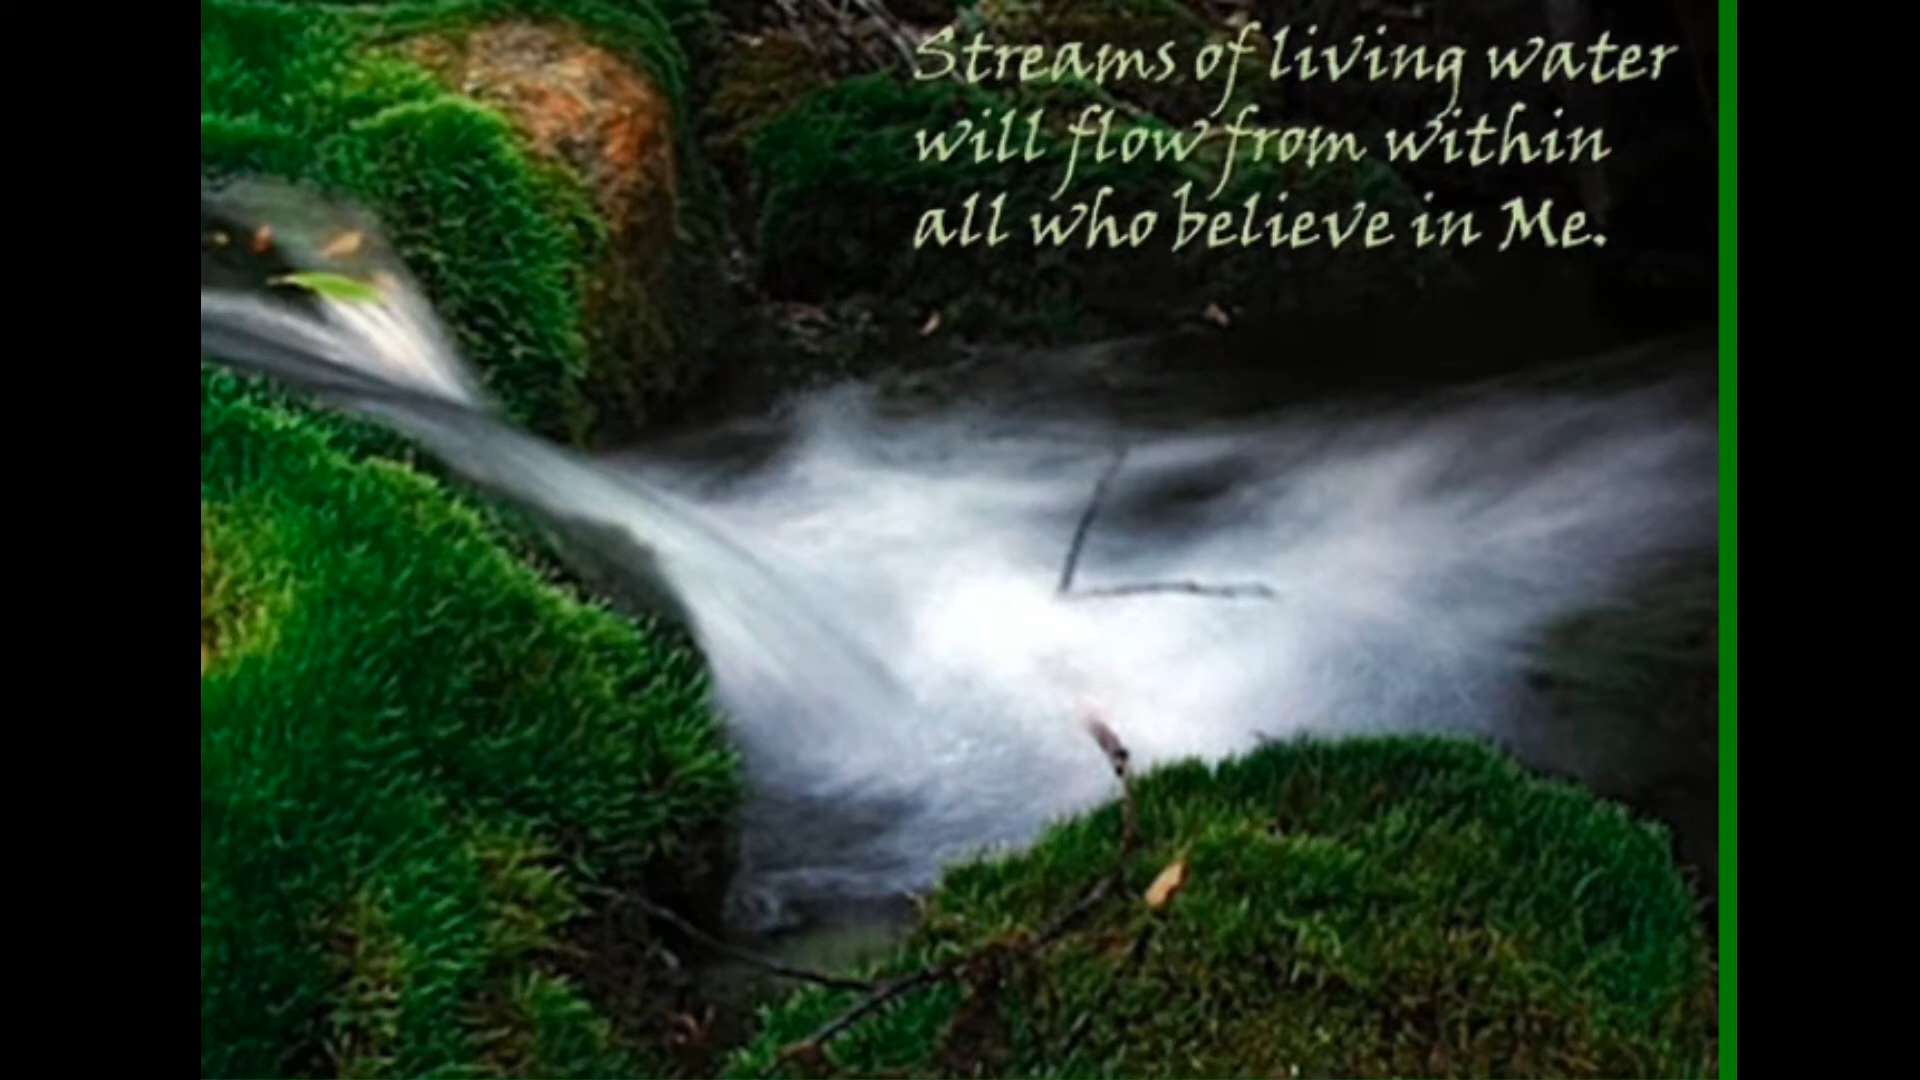 Streams of living water
will flow from within
all who believe in Me.